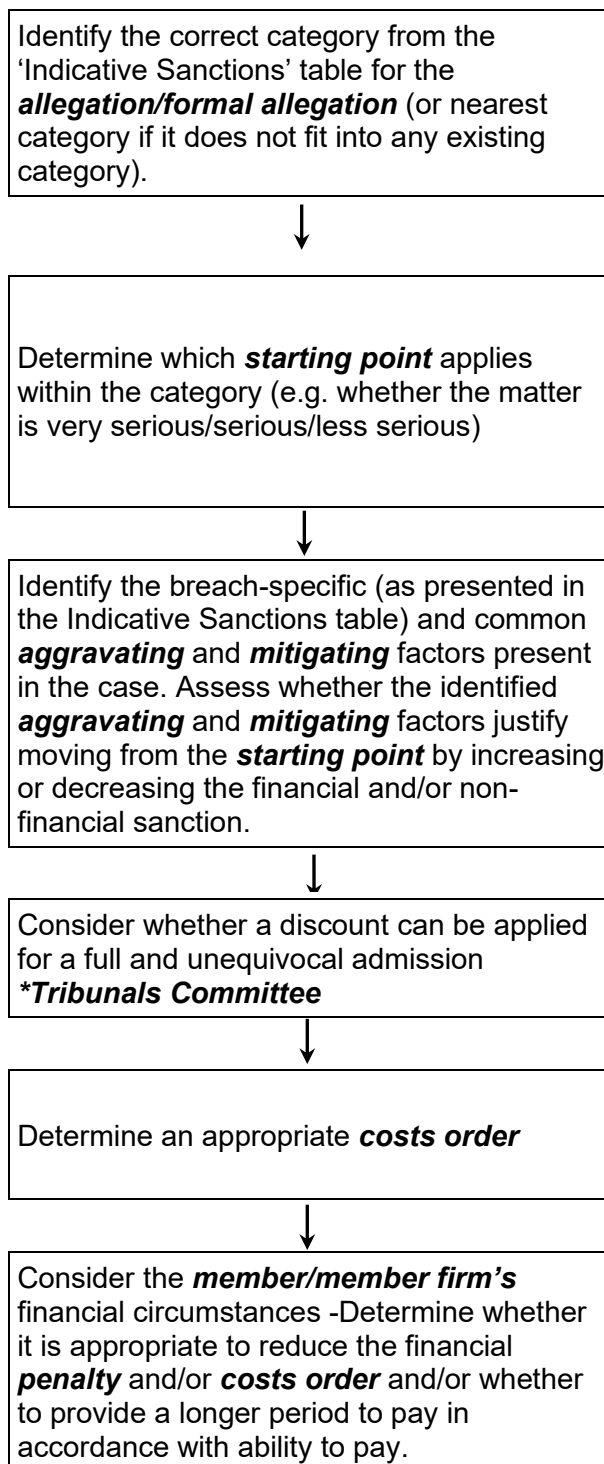 Identify the correct category from the
‘Indicative Sanctions’ table for the
allegation/formal allegation (or nearest
category if it does not fit into any existing
category).
Determine which starting point applies
within the category (e.g. whether the matter
is very serious/serious/less serious)
Identify the breach-specific (as presented in
the Indicative Sanctions table) and common
aggravating and mitigating factors present
in the case. Assess whether the identified
aggravating and mitigating factors justify
moving from the starting point by increasing
or decreasing the financial and/or non-
financial sanction.
Consider whether a discount can be applied
for a full and unequivocal admission
*Tribunals Committee
Determine an appropriate costs order
Consider the member/member firm’s
financial circumstances -Determine whether
it is appropriate to reduce the financial
penalty and/or costs order and/or whether
to provide a longer period to pay in
accordance with ability to pay.